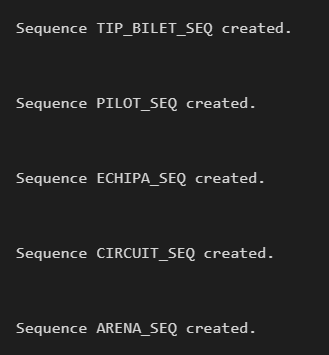 Sequence TIP_BILET_SEQ created.
Sequence PILOT_SEQ created.
Sequence ECHIPA_SEQ created.
Sequence CIRCUIT_SEQ created.
Sequence ARENA_SEQ created.